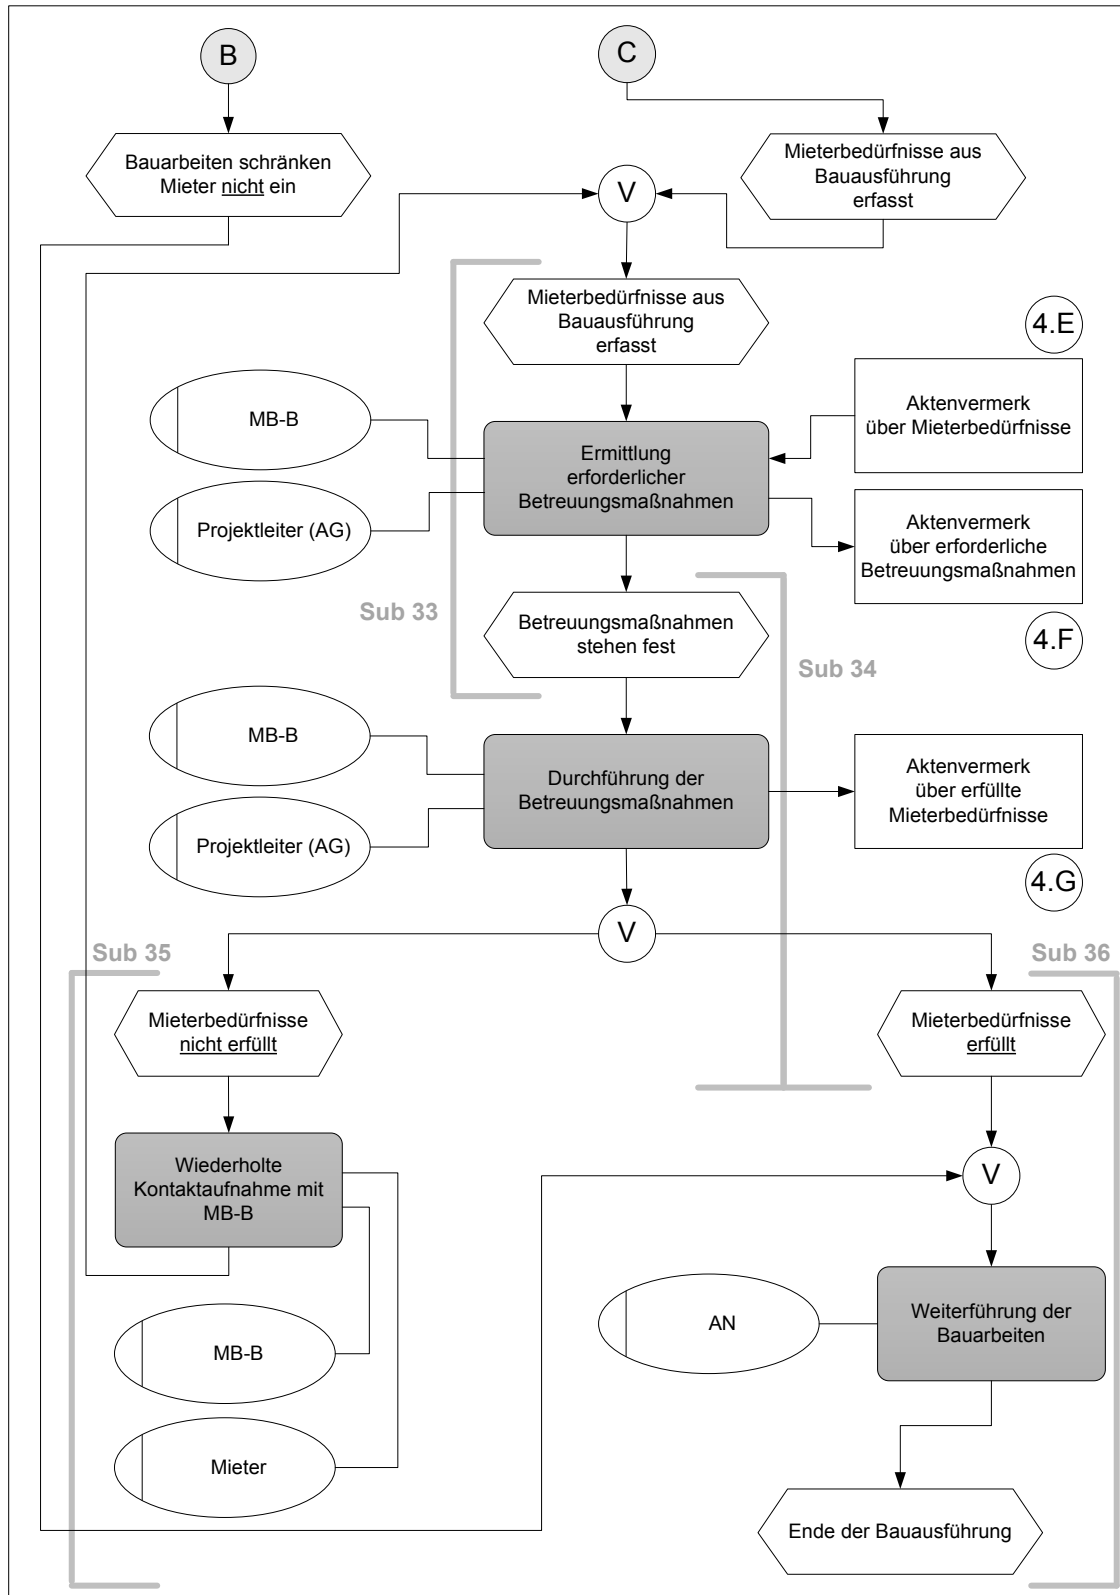 B
C
Bauarbeiten schränken
Mieter nicht ein
Mieterbedürfnisse aus
Bauausführung
erfasst
V
Mieterbedürfnisse aus
Bauausführung
erfasst
4.E
MB-B
Ermittlung
erforderlicher
Betreuungsmaßnahmen
Aktenvermerk
über Mieterbedürfnisse
Projektleiter (AG)
Aktenvermerk
über erforderliche
Betreuungsmaßnahmen
4.F
Sub 33
Betreuungsmaßnahmen
stehen fest
Sub 34
MB-B
Durchführung der
Betreuungsmaßnahmen
Aktenvermerk
über erfüllte
Mieterbedürfnisse
Projektleiter (AG)
4.G
V
Sub 35
Sub 36
Mieterbedürfnisse
nicht erfüllt
Mieterbedürfnisse
erfüllt
Wiederholte
Kontaktaufnahme mit
MB-B
V
AN
Weiterführung der
Bauarbeiten
MB-B
Mieter
Ende der Bauausführung